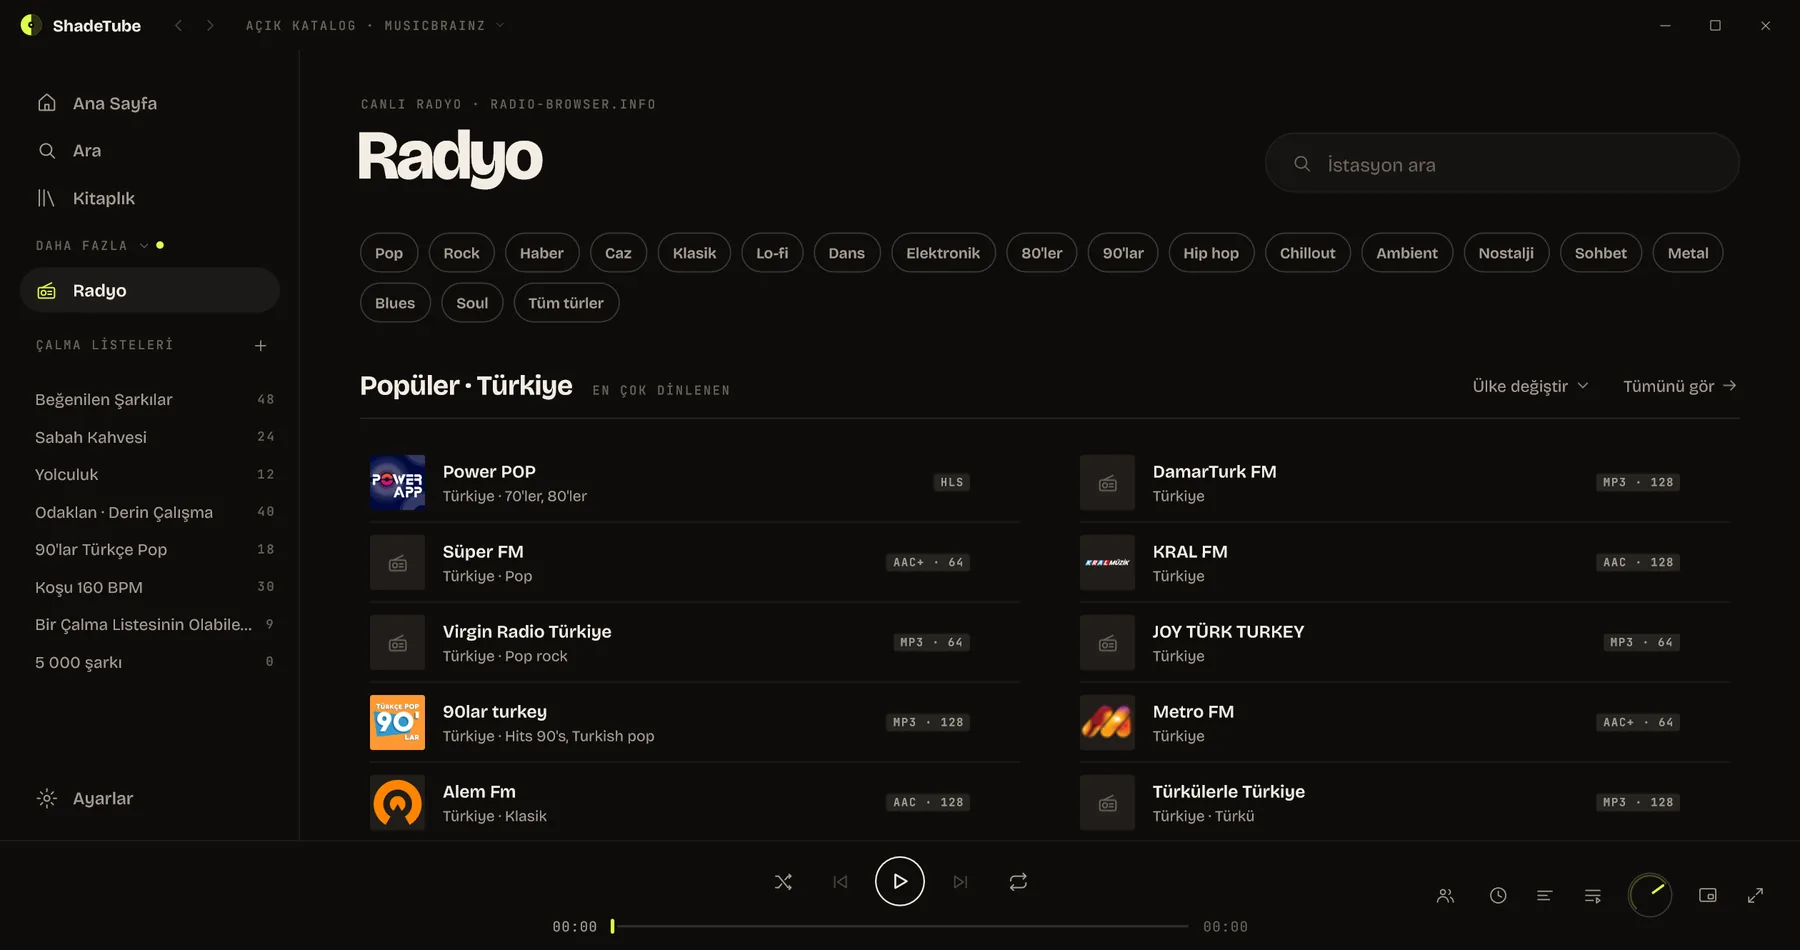 ShadeTube
AÇIK KATALOG · MUSICBRAINZ
Ana Sayfa
Ara
Kitaplık
DAHA FAZLA
Radyo
ÇALMA LİSTELERİ
Beğenilen Şarkılar 48
Sabah Kahvesi 24
Yolculuk 12
Odaklan · Derin Çalışma 40
90'lar Türkçe Pop 18
Koşu 160 BPM 30
Bir Çalma Listesinin Olabile... 9
5 000 şarkı 0
Ayarlar
CANLI RADYO · RADIO-BROWSER.INFO
Radyo
İstasyon ara
Pop Rock Haber Caz Klasik Lo-fi Dans Elektronik 80'ler 90'lar Hip hop Chillout Ambient Nostalji Sohbet Metal
Blues Soul Tüm türler
Popüler · Türkiye EN ÇOK DİNLENEN Ülke değiştir Tümünü gör
POWER
APP
Power POP
Türkiye · 70'ler, 80'ler
HLS
DamarTurk FM
Türkiye
MP3 · 128
Süper FM
Türkiye · Pop
AAC+ · 64
KRAL MÜZİK
KRAL FM
Türkiye
AAC · 128
Virgin Radio Türkiye
Türkiye · Pop rock
MP3 · 64
JOY TÜRK TURKEY
Türkiye
MP3 · 64
TÜRKÇE POP
90'
LAR
90lar turkey
Türkiye · Hits 90's, Turkish pop
MP3 · 128
Metro FM
Türkiye
AAC+ · 64
Alem Fm
Türkiye · Klasik
AAC · 128
Türkülerle Türkiye
Türkiye · Türkü
MP3 · 128
00:00 00:00